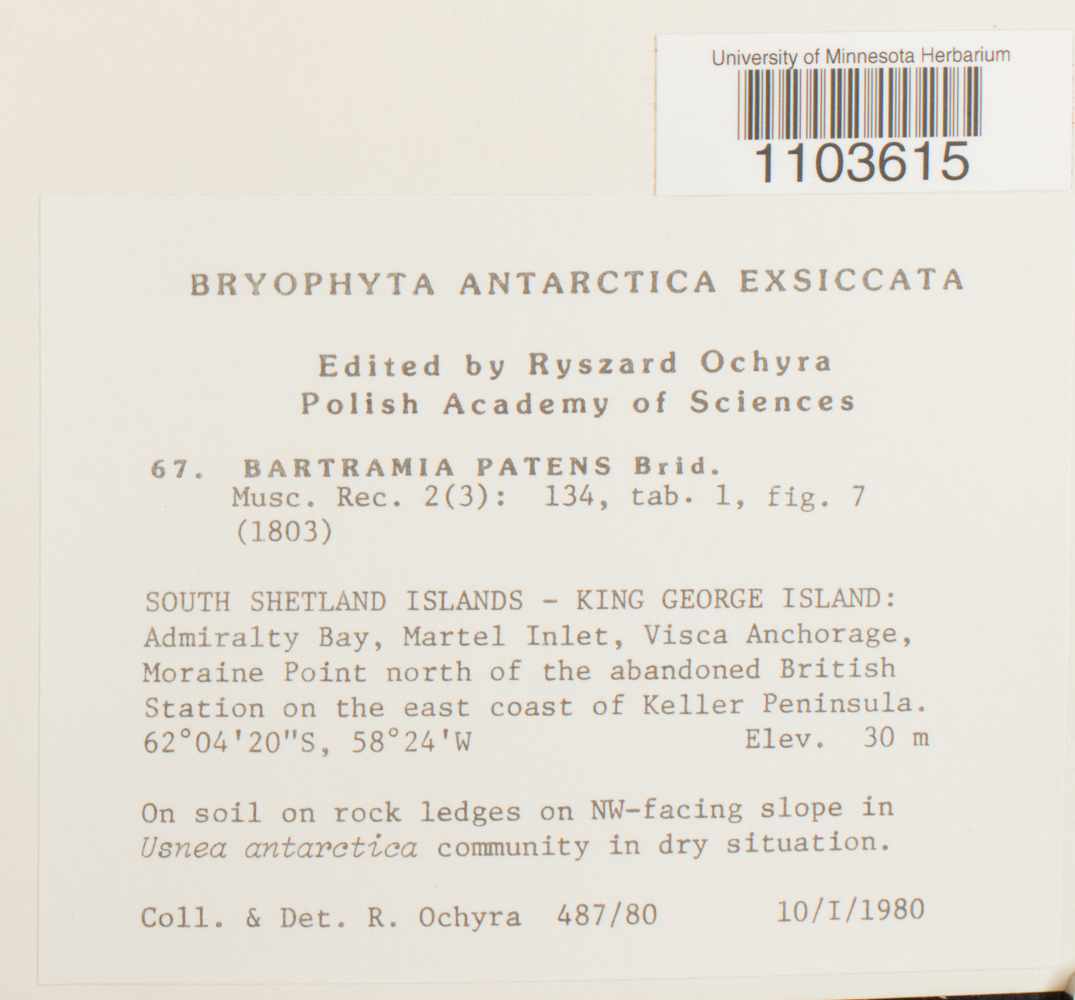 University of Minnesota Herbarium
1103615
BRYOPHYTA ANTARCTICA EXSICCATA
Edited by Ryszard Ochyra
Polish Academy of Sciences
67. BARTRAMIA PATENS Brid.
Musc. Rec. 2(3): 134, tab. 1, fig. 7
(1803)
SOUTH SHETLAND ISLANDS - KING GEORGE ISLAND:
Admiralty Bay, Martel Inlet, Visca Anchorage,
Moraine Point north of the abandoned British
Station on the east coast of Keller Peninsula.
62°04'20"S, 58°24'W Elev. 30 m
On soil on rock ledges on NW-facing slope in
Usnea antarctica community in dry situation.
Coll. & Det. R. Ochyra 487/80 10/I/1980